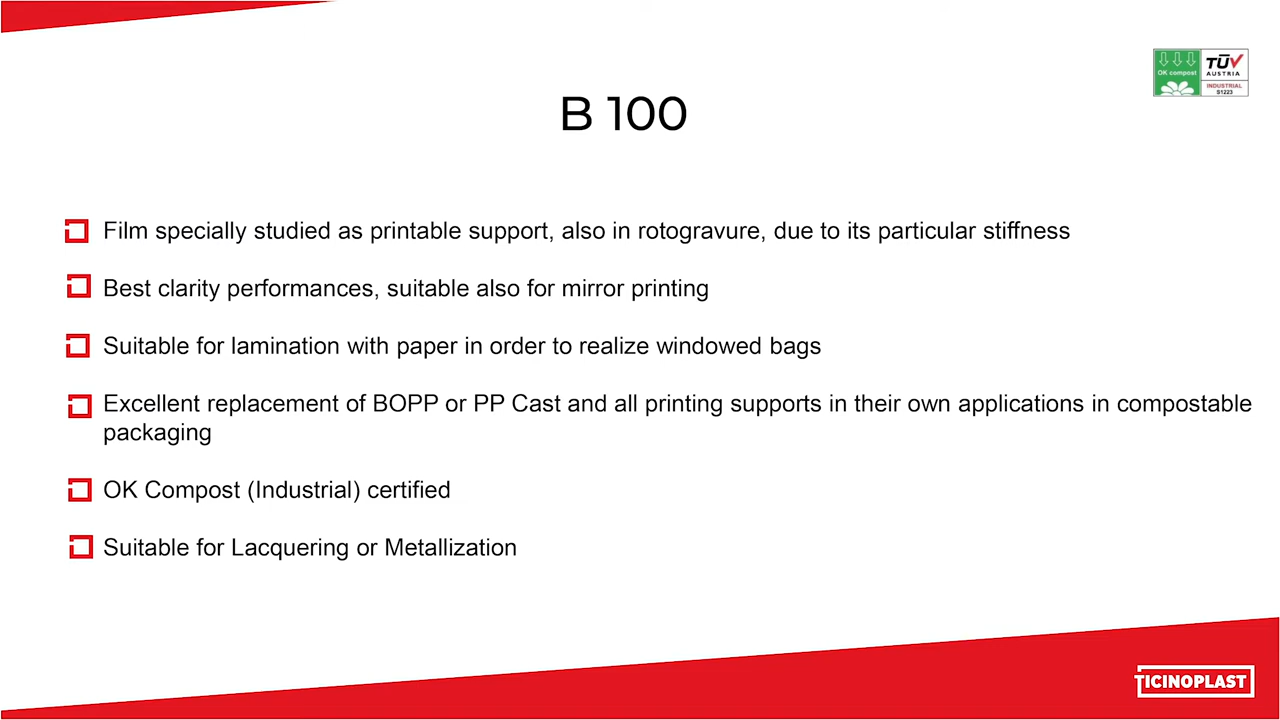 OK compost
TÜV
AUSTRIA
INDUSTRIAL
S1223
B 100
Film specially studied as printable support, also in rotogravure, due to its particular stiffness
Best clarity performances, suitable also for mirror printing
Suitable for lamination with paper in order to realize windowed bags
Excellent replacement of BOPP or PP Cast and all printing supports in their own applications in compostable
packaging
OK Compost (Industrial) certified
Suitable for Lacquering or Metallization
TICINOPLAST